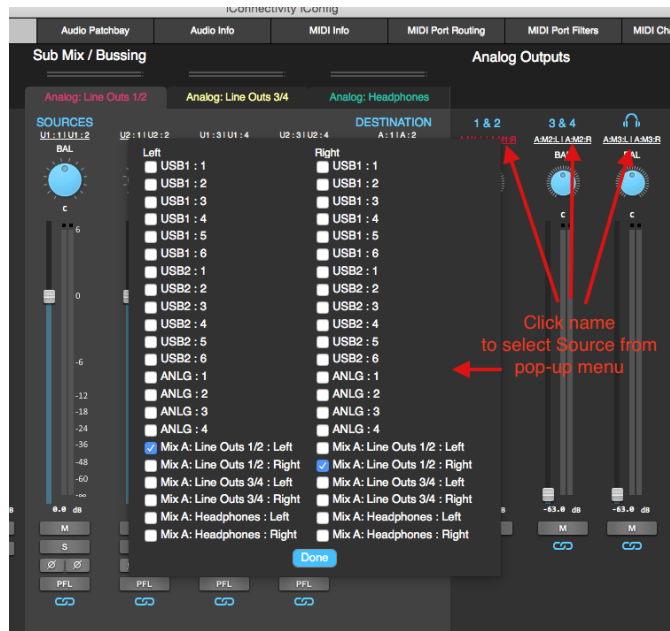 iConnectivity iConfig
Audio Patchbay Audio Info MIDI Info MIDI Port Routing MIDI Port Filters MIDI Ch
Sub Mix / Bussing Analog Outputs
Analog: Line Outs 1/2 Analog: Line Outs 3/4 Analog: Headphones
SOURCES DESTINATION 1 & 2 3 & 4
U1 : 1 | U1 : 2 U2 : 1 | U2 : 2 U1 : 3 | U1 : 4 U2 : 3 | U2 : 4 A : 1 | A : 2 A:M2:L | A:M2:R A:M3:L | A:M3:R
BAL BAL BAL
C C C
Left Right
USB1 : 1 USB1 : 1
USB1 : 2 USB1 : 2
USB1 : 3 USB1 : 3
6 USB1 : 4 USB1 : 4
USB1 : 5 USB1 : 5
USB1 : 6 USB1 : 6
USB2 : 1 USB2 : 1
0 USB2 : 2 USB2 : 2
USB2 : 3 USB2 : 3
USB2 : 4 USB2 : 4
USB2 : 5 USB2 : 5
-6 USB2 : 6 USB2 : 6
ANLG : 1 ANLG : 1
-12 ANLG : 2 ANLG : 2
-18 ANLG : 3 ANLG : 3
-24 ANLG : 4 ANLG : 4
-36 Mix A: Line Outs 1/2 : Left Mix A: Line Outs 1/2 : Left
-48 Mix A: Line Outs 1/2 : Right Mix A: Line Outs 1/2 : Right
-60 Mix A: Line Outs 3/4 : Left Mix A: Line Outs 3/4 : Left
-∞ Mix A: Line Outs 3/4 : Right Mix A: Line Outs 3/4 : Right
Mix A: Headphones : Left Mix A: Headphones : Left
Mix A: Headphones : Right Mix A: Headphones : Right
Done
Click name
to select Source from
pop-up menu
B 0.0 dB B -63.0 dB -63.0 dB
M M M
S
Ø Ø
PFL PFL PFL PFL